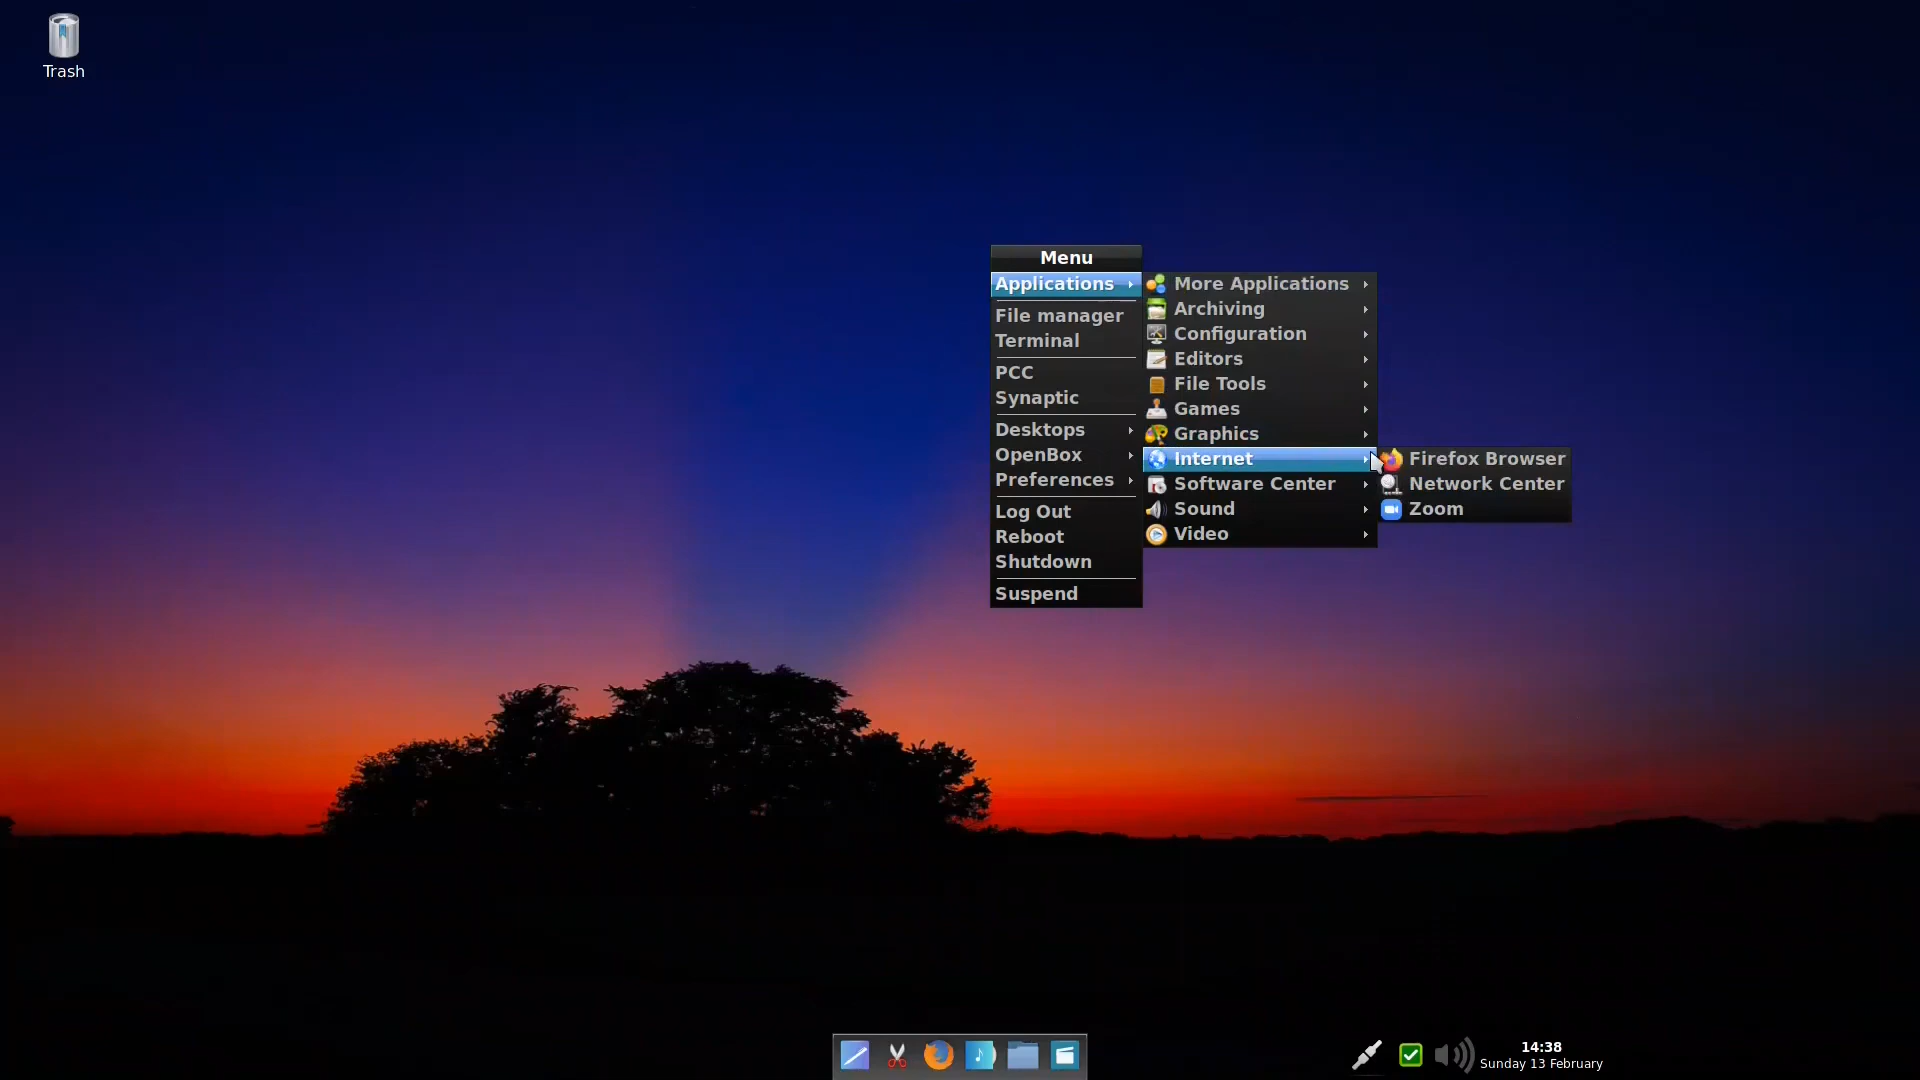 Trash
Menu
Applications
File manager
Terminal
PCC
Synaptic
Desktops
OpenBox
Preferences
Log Out
Reboot
Shutdown
Suspend
More Applications
Archiving
Configuration
Editors
File Tools
Games
Graphics
Internet
Software Center
Sound
Video
Firefox Browser
Network Center
Zoom
14:38
Sunday 13 February